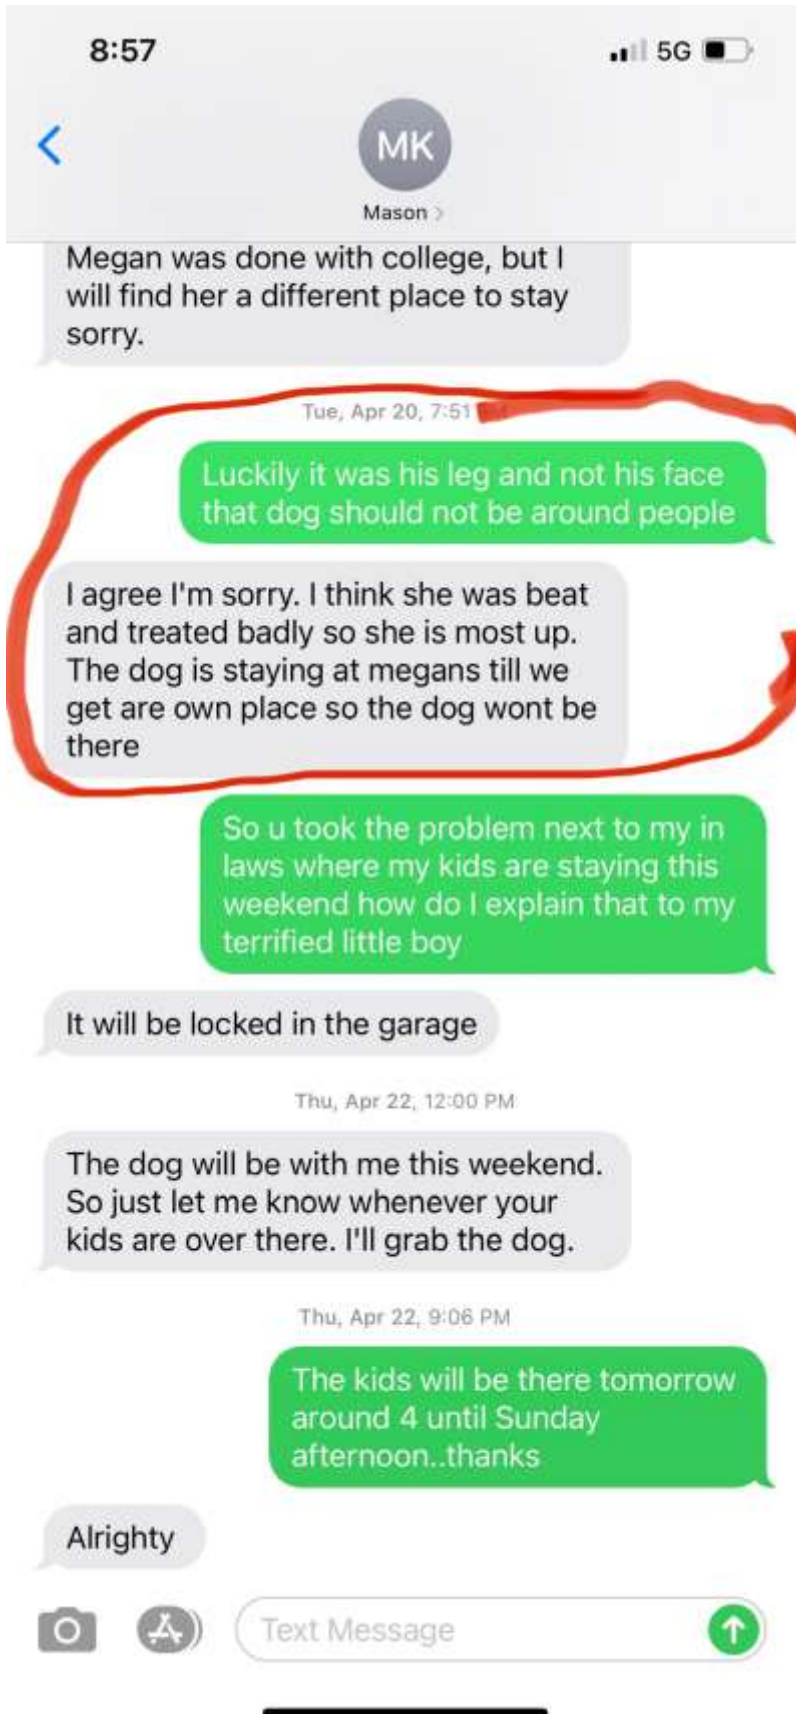 8:57
5G
MK
Mason
Megan was done with college, but I
will find her a different place to stay
sorry.
Tue, Apr 20, 7:51
Luckily it was his leg and not his face
that dog should not be around people
I agree I'm sorry. I think she was beat
and treated badly so she is most up.
The dog is staying at megans till we
get are own place so the dog wont be
there
So u took the problem next to my in
laws where my kids are staying this
weekend how do I explain that to my
terrified little boy
It will be locked in the garage
Thu, Apr 22, 12:00 PM
The dog will be with me this weekend.
So just let me know whenever your
kids are over there. I'll grab the dog.
Thu, Apr 22, 9:06 PM
The kids will be there tomorrow
around 4 until Sunday
afternoon..thanks
Alrighty
Text Message